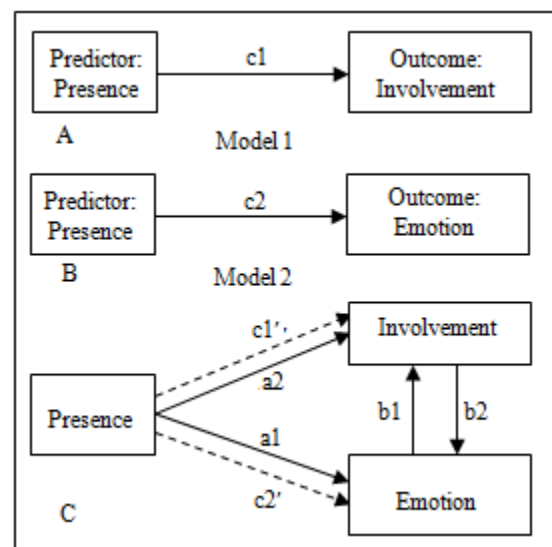 Predictor:
Presence
c1
Outcome:
Involvement
A
Model 1
Predictor:
Presence
c2
Outcome:
Emotion
B
Model 2
c1′
Involvement
a2
Presence
b1
b2
a1
c2′
Emotion
C